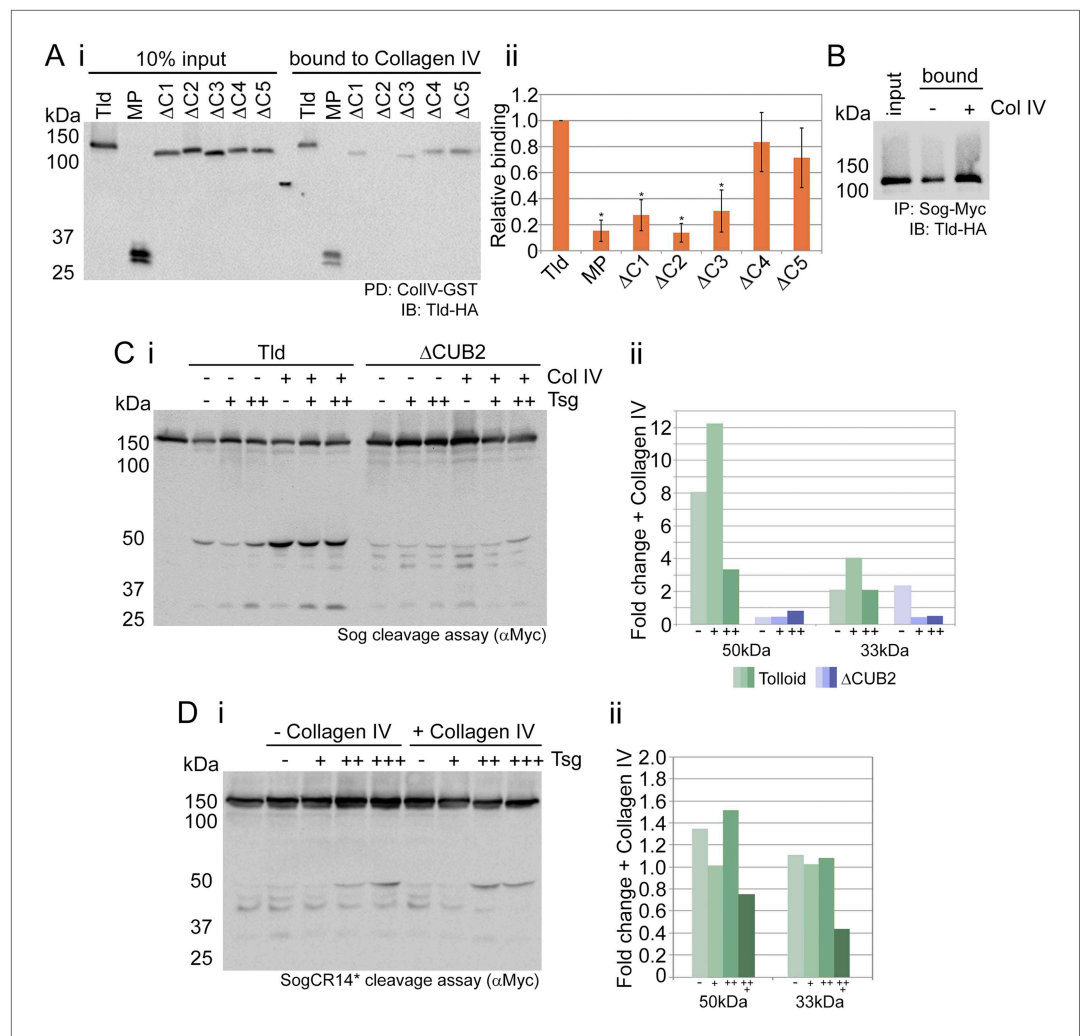 A i
10% input
bound to Collagen IV
kDa
Tld MP ΔC1 ΔC2 ΔC3 ΔC4 ΔC5 Tld MP ΔC1 ΔC2 ΔC3 ΔC4 ΔC5
150
100
37
25
PD: ColIV-GST
IB: Tld-HA
ii
Relative binding
1.2
1.0
0.8
0.6
0.4
0.2
0
* * * *
Tld MP ΔC1 ΔC2 ΔC3 ΔC4 ΔC5
B
input
bound
- + Col IV
kDa
150
100
IP: Sog-Myc
IB: Tld-HA
C i
Tld ΔCUB2
- - - + + + - - - + + + Col IV
kDa - + ++ - + ++ - + ++ - + ++ Tsg
150
100
50
37
25
Sog cleavage assay (αMyc)
ii
Fold change + Collagen IV
12
10
8
6
4
2
0
- + ++ - + ++ - + ++ - + ++
50kDa 33kDa
Tolloid ΔCUB2
D i
- Collagen IV + Collagen IV
kDa - + ++ +++ - + ++ +++ Tsg
150
100
50
37
25
SogCR14* cleavage assay (αMyc)
ii
Fold change + Collagen IV
2.0
1.8
1.6
1.4
1.2
1.0
0.8
0.6
0.4
0.2
0
- + ++ +++ - + ++ +++
50kDa 33kDa